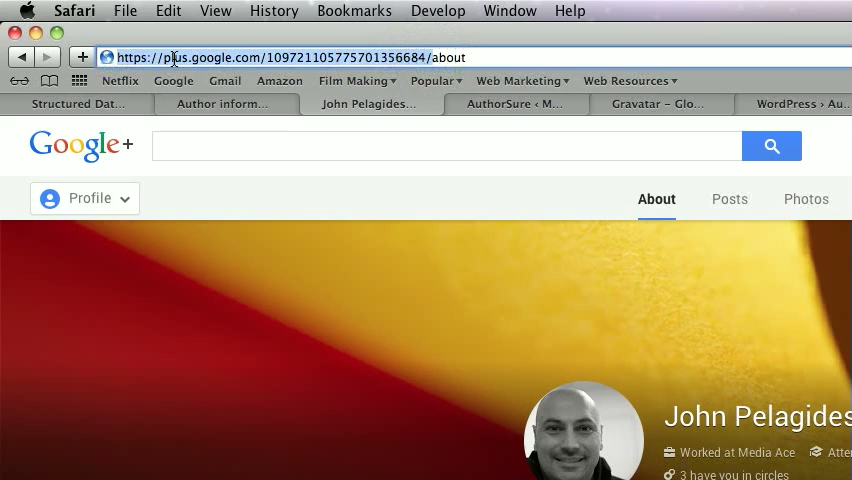 Safari File Edit View History Bookmarks Develop Window Help
https://plus.google.com/109721105775701356684/about
Netflix Google Gmail Amazon Film Making Popular Web Marketing Web Resources
Structured Dat... Author inform... John Pelagides... AuthorSure ‹ M... Gravatar – Glo... WordPress › Au...
Google+
Profile About Posts Photos
John Pelagides
Worked at Media Ace Atte
3 have you in circles